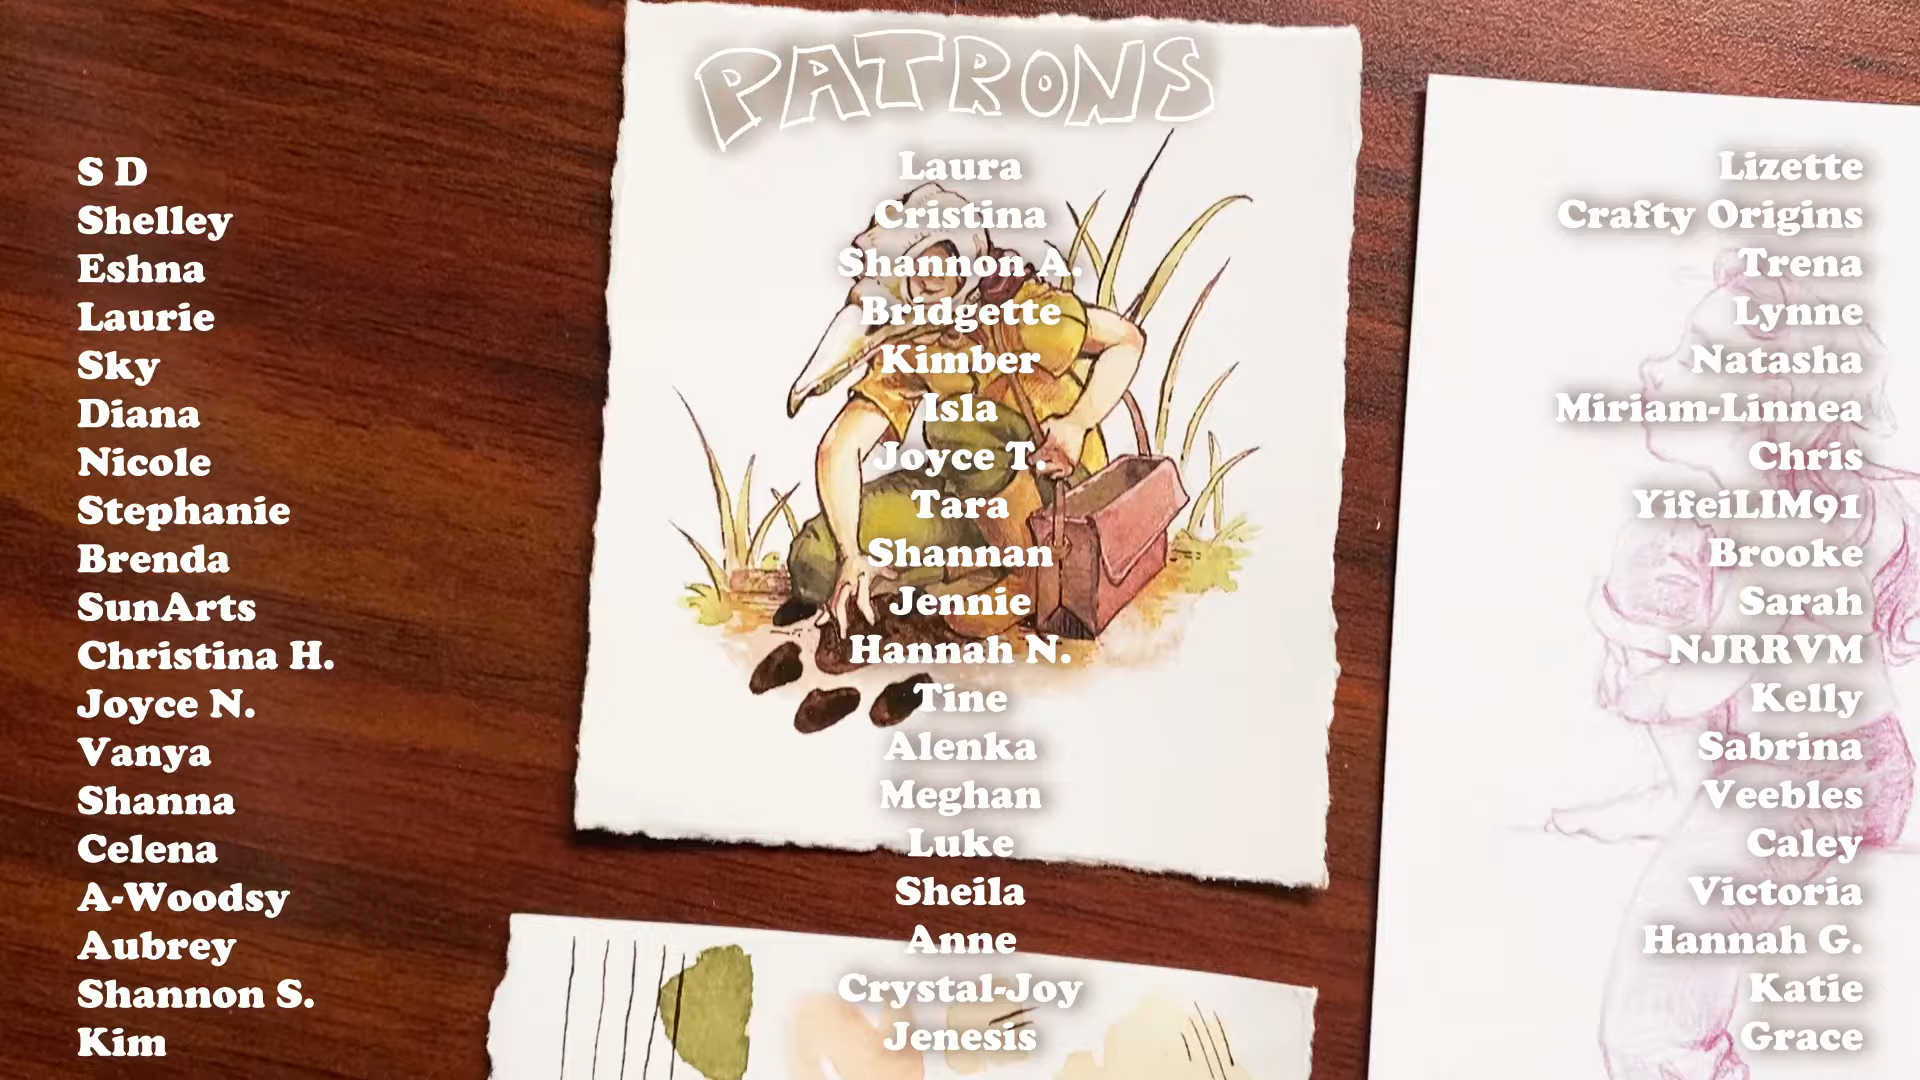 PATRONS
S D
Shelley
Eshna
Laurie
Sky
Diana
Nicole
Stephanie
Brenda
SunArts
Christina H.
Joyce N.
Vanya
Shanna
Celena
A-Woodsy
Aubrey
Shannon S.
Kim
Laura
Cristina
Shannon A.
Bridgette
Kimber
Isla
Joyce T.
Tara
Shannan
Jennie
Hannah N.
Tine
Alenka
Meghan
Luke
Sheila
Anne
Crystal-Joy
Jenesis
Lizette
Crafty Origins
Trena
Lynne
Natasha
Miriam-Linnea
Chris
YifeiLIM91
Brooke
Sarah
NJRRVM
Kelly
Sabrina
Veebles
Caley
Victoria
Hannah G.
Katie
Grace